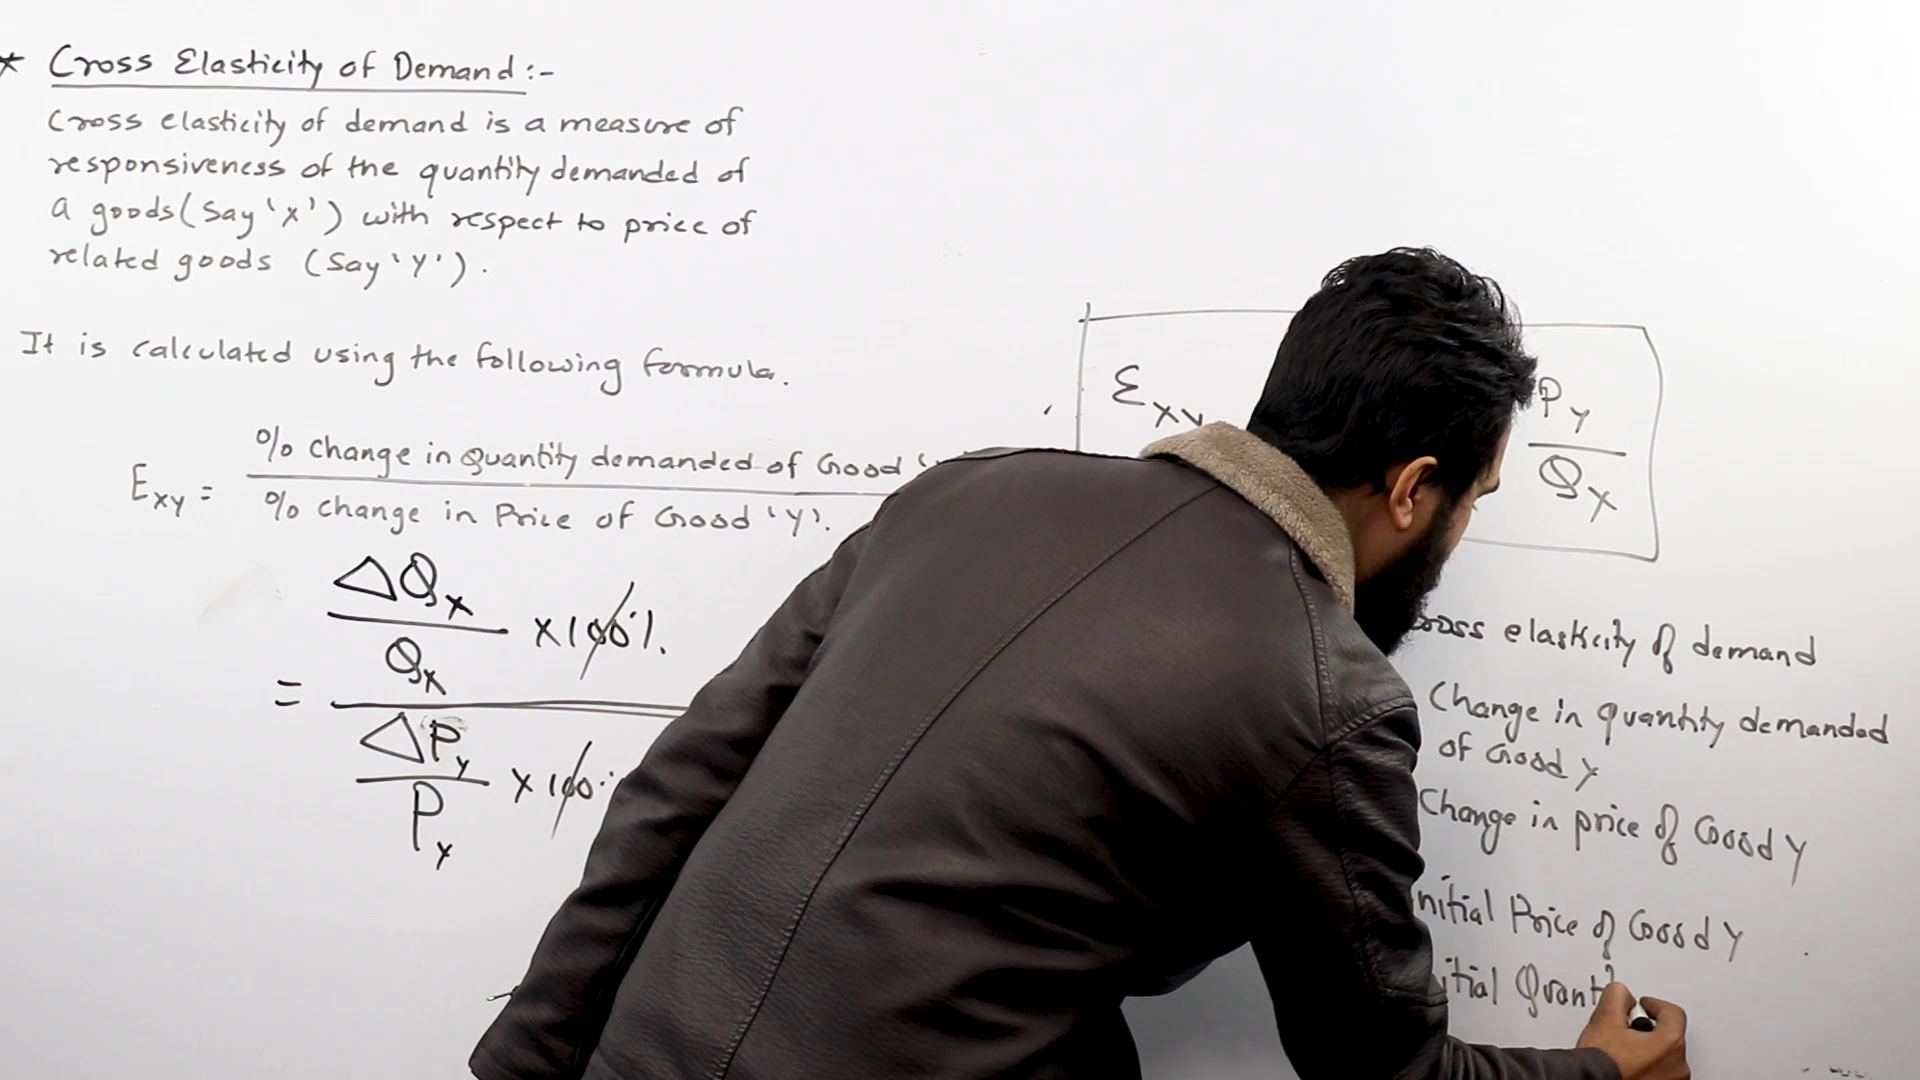 * Cross Elasticity of Demand :-
Cross elasticity of demand is a measure of
responsiveness of the quantity demanded of
a goods (Say 'X') with respect to price of
related goods (Say 'Y').
It is calculated using the following formula.
% Change in Quantity demanded of Good
Exy =
% change in Price of Good 'Y'.
ΔQx
× 100%.
Qx
=
ΔPy
× 100%
Py
Exy
Py
Qx
cross elasticity of demand
Change in quantity demanded
of Good Y
Change in price of Good Y
Initial Price of Good Y
itial Quant